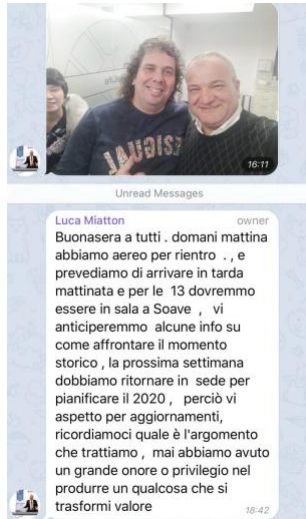 16:11
Unread Messages
Luca Miatton owner
Buonasera a tutti . domani mattina
abbiamo aereo per rientro . , e
prevediamo di arrivare in tarda
mattinata e per le 13 dovremmo
essere in sala a Soave , vi
anticiperemmo alcune info su
come affrontare il momento
storico , la prossima settimana
dobbiamo ritornare in sede per
pianificare il 2020 , perciò vi
aspetto per aggiornamenti,
ricordiamoci quale è l'argomento
che trattiamo , mai abbiamo avuto
un grande onore o privilegio nel
produrre un qualcosa che si
trasformi valore 18:42